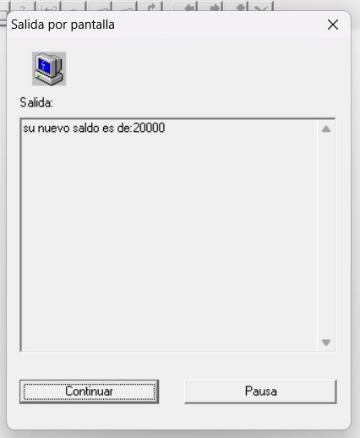 Salida por pantalla
Salida:
su nuevo saldo es de:20000
Continuar
Pausa